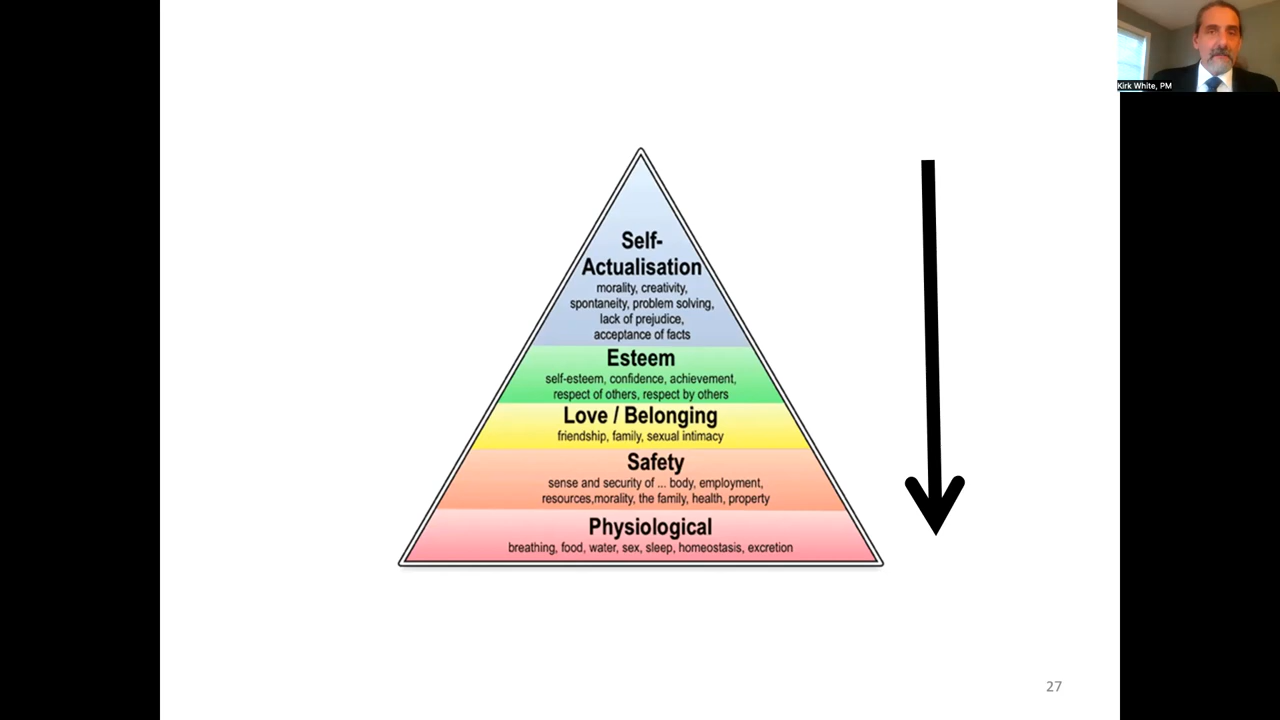 Kirk White, PM
Self-
Actualisation
morality, creativity,
spontaneity, problem solving,
lack of prejudice,
acceptance of facts
Esteem
self-esteem, confidence, achievement,
respect of others, respect by others
Love / Belonging
friendship, family, sexual intimacy
Safety
sense and security of ... body, employment,
resources,morality, the family, health, property
Physiological
breathing, food, water, sex, sleep, homeostasis, excretion
27